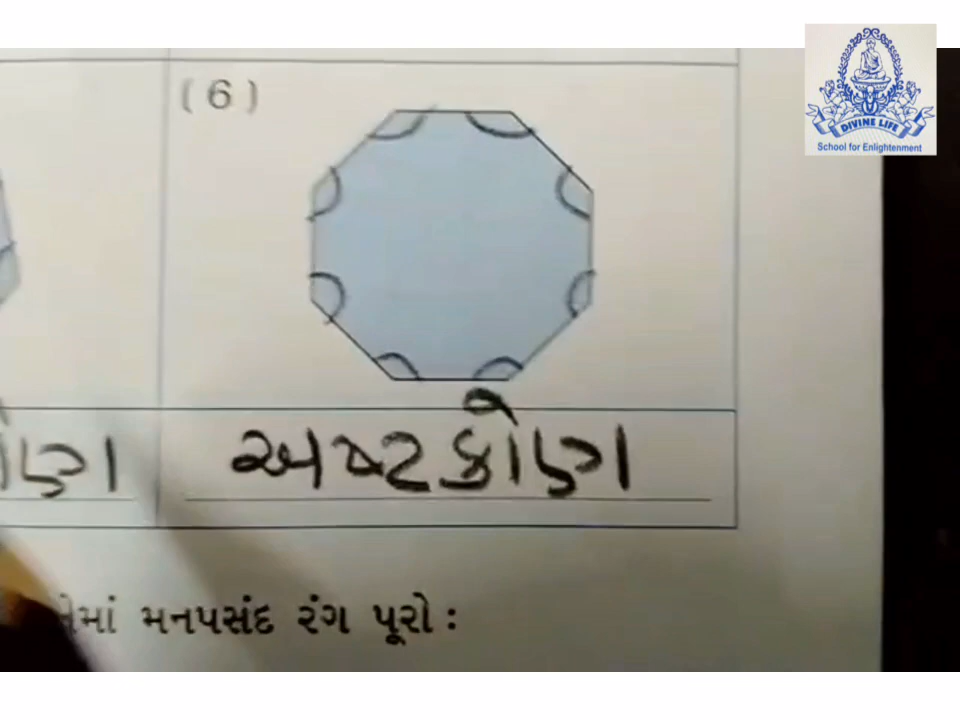 DIVINE LIFE
School for Enlightenment
(6)
ોણ અષ્ટકોણ
ેમાં મનપસંદ રંગ પૂરો :